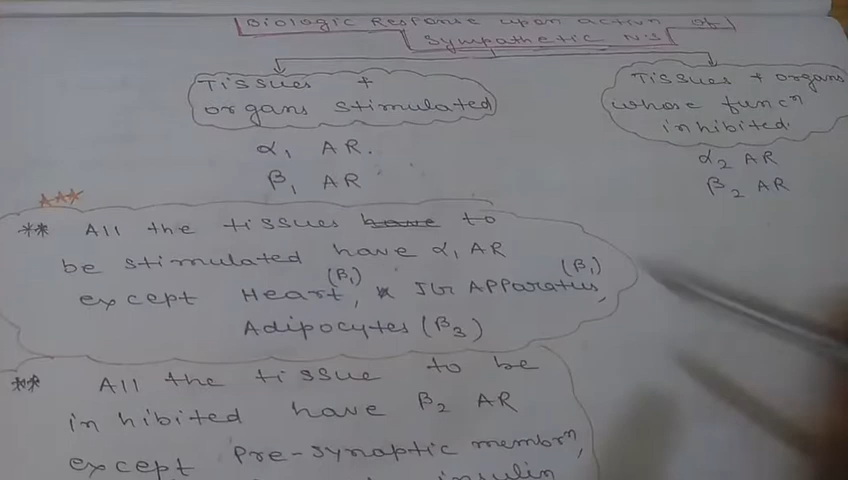 Biologic Response upon action of
Sympathetic N.S
Tissues +
organs stimulated
α₁ AR.
β₁ AR
Tissues + organs
whose funcⁿ
inhibited.
α₂ AR
β₂ AR
** All the tissues have to
be stimulated have α₁ AR
except Heart (β₁), JG Apparatus (β₁),
Adipocytes (β₃)
** All the tissue to be
inhibited have β₂ AR
except Pre-synaptic membrⁿ,
insulin